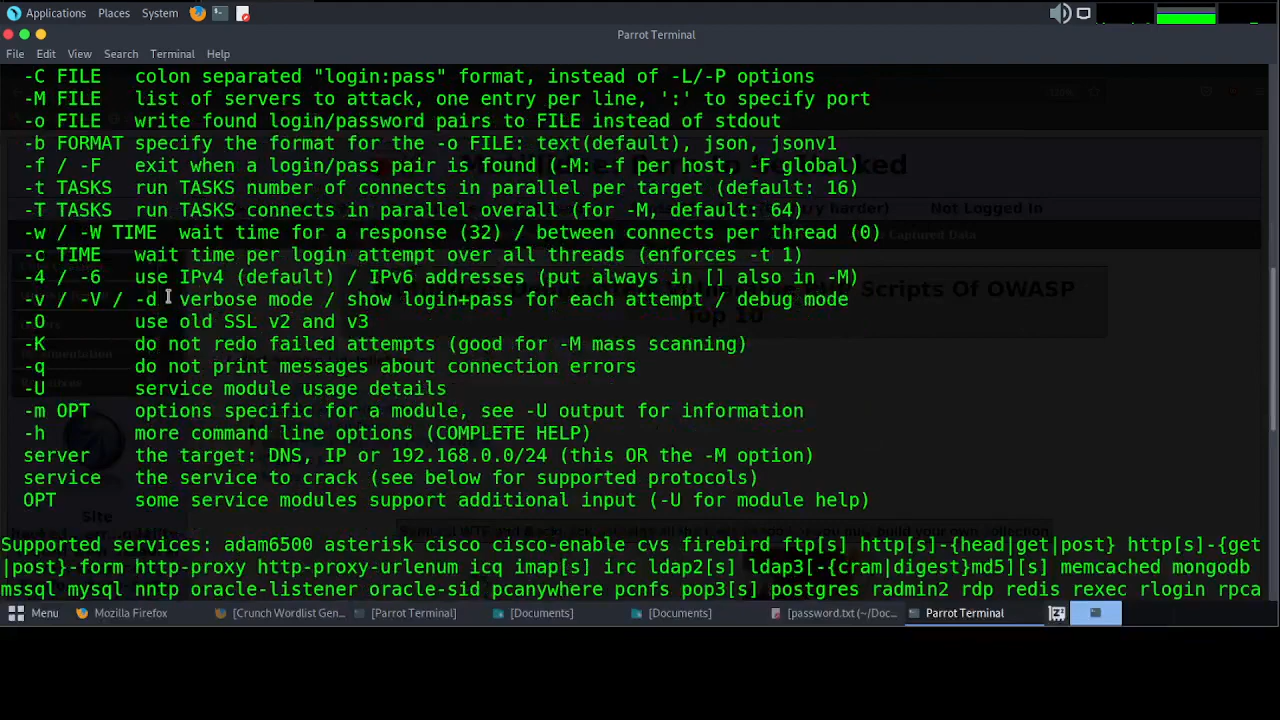 Applications Places System
Parrot Terminal
File Edit View Search Terminal Help
-C FILE colon separated "login:pass" format, instead of -L/-P options
-M FILE list of servers to attack, one entry per line, ':' to specify port
-o FILE write found login/password pairs to FILE instead of stdout
-b FORMAT specify the format for the -o FILE: text(default), json, jsonv1
-f / -F exit when a login/pass pair is found (-M: -f per host, -F global)
-t TASKS run TASKS number of connects in parallel per target (default: 16)
-T TASKS run TASKS connects in parallel overall (for -M, default: 64)
-w / -W TIME wait time for a response (32) / between connects per thread (0)
-c TIME wait time per login attempt over all threads (enforces -t 1)
-4 / -6 use IPv4 (default) / IPv6 addresses (put always in [] also in -M)
-v / -V / -d verbose mode / show login+pass for each attempt / debug mode
-O use old SSL v2 and v3
-K do not redo failed attempts (good for -M mass scanning)
-q do not print messages about connection errors
-U service module usage details
-m OPT options specific for a module, see -U output for information
-h more command line options (COMPLETE HELP)
server the target: DNS, IP or 192.168.0.0/24 (this OR the -M option)
service the service to crack (see below for supported protocols)
OPT some service modules support additional input (-U for module help)
Supported services: adam6500 asterisk cisco cisco-enable cvs firebird ftp[s] http[s]-{head|get|post} http[s]-{get
|post}-form http-proxy http-proxy-urlenum icq imap[s] irc ldap2[s] ldap3[-{cram|digest}md5][s] memcached mongodb
mssql mysql nntp oracle-listener oracle-sid pcanywhere pcnfs pop3[s] postgres radmin2 rdp redis rexec rlogin rpca
Not Logged In
Captured Data
Scripts Of OWASP
Top 10
Site
Menu Mozilla Firefox [Crunch Wordlist Gen... [Parrot Terminal] [Documents] [Documents] [password.txt (~/Doc... Parrot Terminal